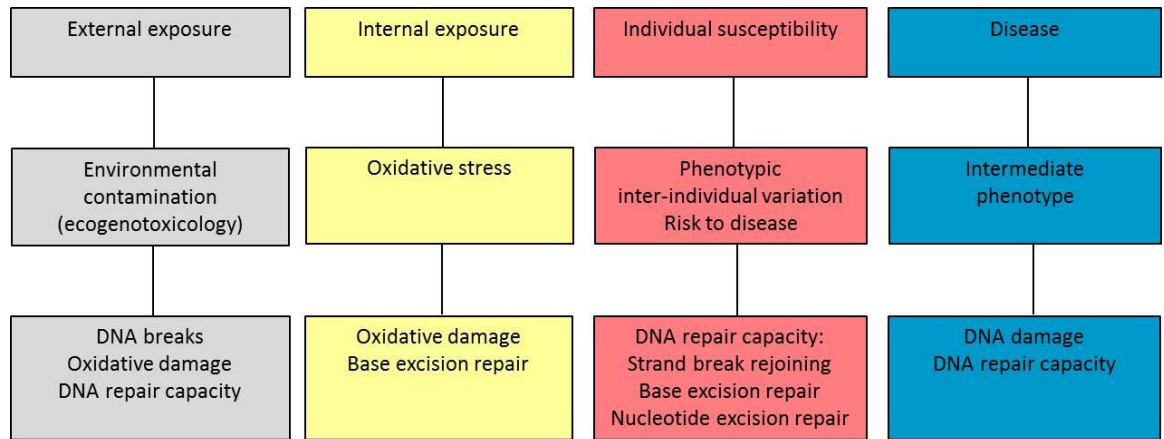 External exposure
Internal exposure
Individual susceptibility
Disease
Environmental
contamination
(ecogenotoxicology)
Oxidative stress
Phenotypic
inter-individual variation
Risk to disease
Intermediate
phenotype
DNA breaks
Oxidative damage
DNA repair capacity
Oxidative damage
Base excision repair
DNA repair capacity:
Strand break rejoining
Base excision repair
Nucleotide excision repair
DNA damage
DNA repair capacity